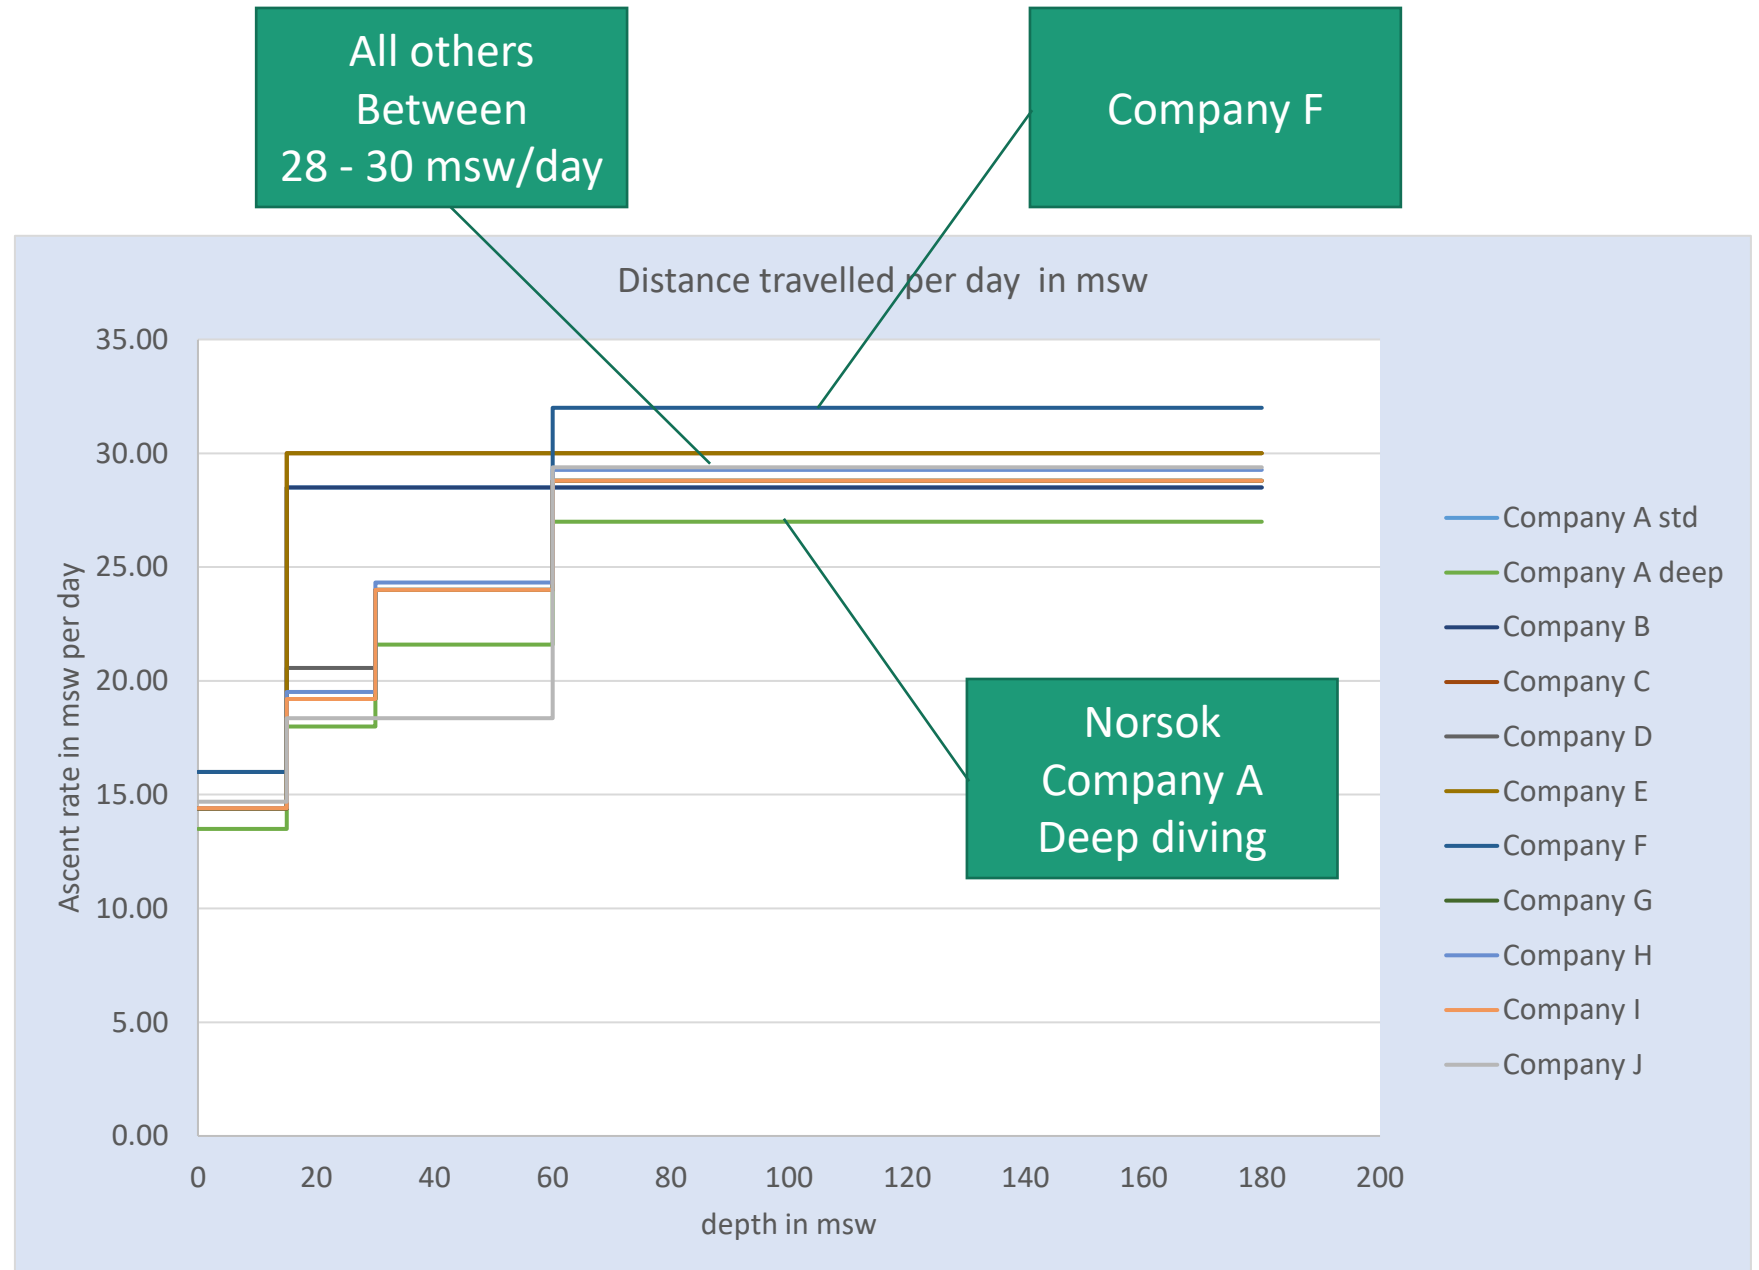 All others
Between
28 - 30 msw/day
Company F
Distance travelled per day in msw
35.00
30.00
25.00
20.00
15.00
10.00
5.00
0.00
Ascent rate in msw per day
0 20 40 60 80 100 120 140 160 180 200
depth in msw
Norsok
Company A
Deep diving
Company A std
Company A deep
Company B
Company C
Company D
Company E
Company F
Company G
Company H
Company I
Company J